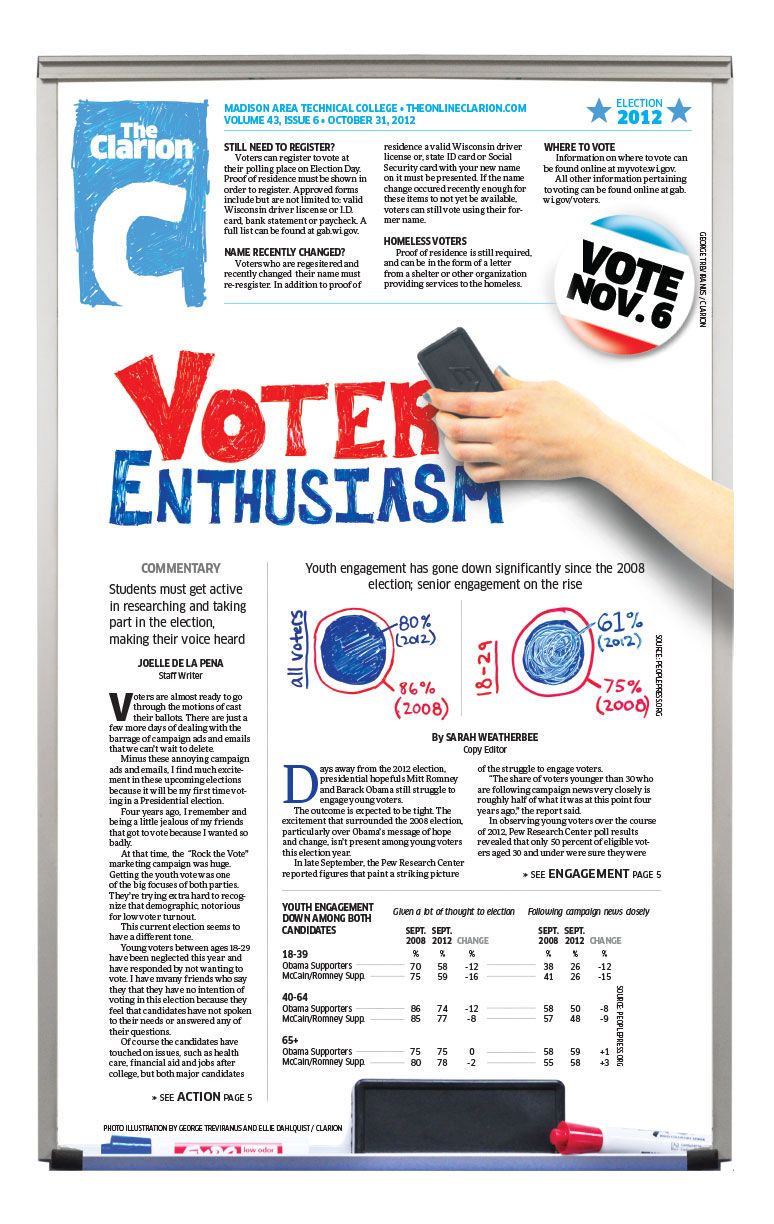 The
Clarion
C
MADISON AREA TECHNICAL COLLEGE • THEONLINECLARION.COM
VOLUME 43, ISSUE 6 • OCTOBER 31, 2012
ELECTION
2012
STILL NEED TO REGISTER?
Voters can register to vote at
their polling place on Election Day.
Proof of residence must be shown in
order to register. Approved forms
include but are not limited to: valid
Wisconsin driver liscense or I.D.
card, bank statement or paycheck. A
full list can be found at gab.wi.gov.
NAME RECENTLY CHANGED?
Voters who are regesitered and
recently changed their name must
re-resgister. In addition to proof of
residence a valid Wisconsin driver
license or, state ID card or Social
Security card with your new name
on it must be presented. If the name
change occured recently enough for
these items to not yet be available,
voters can still vote using their for-
mer name.
HOMELESS VOTERS
Proof of residence is still required,
and can be in the form of a letter
from a shelter or other organization
providing services to the homeless.
WHERE TO VOTE
Information on where to vote can
be found online at myvote.wi.gov.
All other information pertaining
to voting can be found online at gab.
wi.gov/voters.
VOTE
NOV. 6
GEORGE TREVIRANUS / CLARION
VOTER
ENTHUSIASM
COMMENTARY
Students must get active
in researching and taking
part in the election,
making their voice heard
JOELLE DE LA PENA
Staff Writer
Voters are almost ready to go
through the motions of cast
their ballots. There are just a
few more days of dealing with the
barrage of campaign ads and emails
that we can't wait to delete.
Minus these annoying campaign
ads and emails, I find much excite-
ment in these upcoming elections
because it will be my first time vot-
ing in a Presidential election.
Four years ago, I remember and
being a little jealous of my friends
that got to vote because I wanted so
badly.
At that time, the "Rock the Vote"
marketing campaign was huge.
Getting the youth vote was one
of the big focuses of both parties.
They're trying extra hard to recog-
nize that demographic, notorious
for low voter turnout.
This current election seems to
have a different tone.
Young voters between ages 18-29
have been neglected this year and
have responded by not wanting to
vote. I have mvany friends who say
they that they have no intention of
voting in this election because they
feel that candidates have not spoken
to their needs or answered any of
their questions.
Of course the candidates have
touched on issues, such as health
care, financial aid and jobs after
college, but both major candidates
» SEE ACTION PAGE 5
Youth engagement has gone down significantly since the 2008
election; senior engagement on the rise
all voters
80%
(2012)
86%
(2008)
18-29
61%
(2012)
75%
(2008)
SOURCE: PEOPLEPRESS.ORG
By SARAH WEATHERBEE
Copy Editor
Days away from the 2012 election,
presidential hopefuls Mitt Romney
and Barack Obama still struggle to
engage young voters.
The outcome is expected to be tight. The
excitement that surrounded the 2008 election,
particularly over Obama's message of hope
and change, isn't present among young voters
this election year.
In late September, the Pew Research Center
reported figures that paint a striking picture
of the struggle to engage voters.
"The share of voters younger than 30 who
are following campaign news very closely is
roughly half of what it was at this point four
years ago," the report said.
In observing young voters over the course
of 2012, Pew Research Center poll results
revealed that only 50 percent of eligible vot-
ers aged 30 and under were sure they were
» SEE ENGAGEMENT PAGE 5
YOUTH ENGAGEMENT
DOWN AMONG BOTH
CANDIDATES
Given a lot of thought to election Following campaign news closely
SEPT. SEPT. SEPT. SEPT.
2008 2012 CHANGE 2008 2012 CHANGE
18-39 % % % % % %
Obama Supporters 70 58 -12 38 26 -12
McCain/Romney Supp. 75 59 -16 41 26 -15
40-64
Obama Supporters 86 74 -12 58 50 -8
McCain/Romney Supp. 85 77 -8 57 48 -9
65+
Obama Supporters 75 75 0 58 59 +1
McCain/Romney Supp. 80 78 -2 55 58 +3
SOURCE: PEOPLEPRESS.ORG
PHOTO ILLUSTRATION BY GEORGE TREVIRANUS AND ELLIE DAHLQUIST / CLARION
EXPO low odor